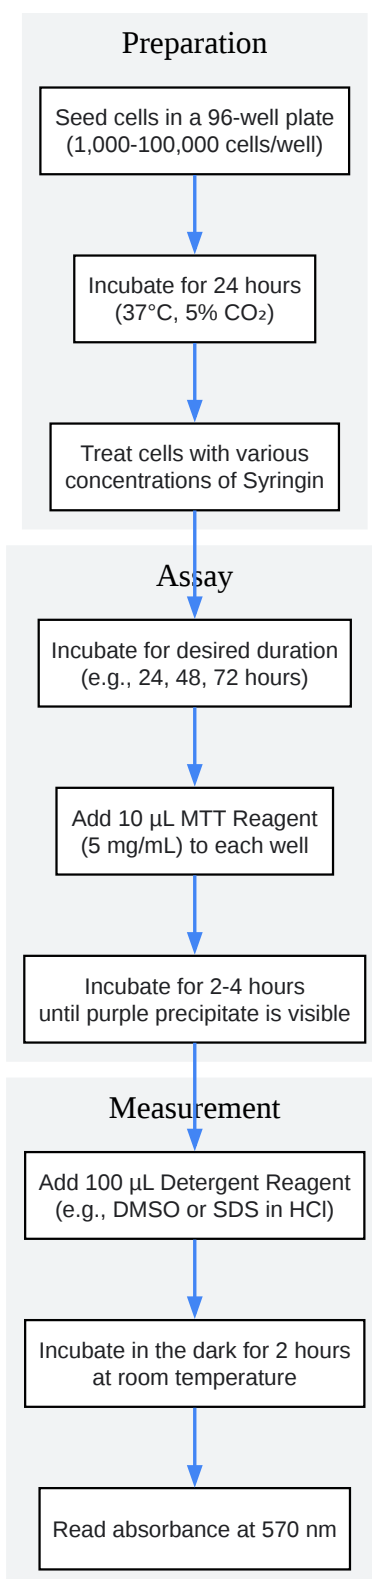 Preparation
Seed cells in a 96-well plate
(1,000-100,000 cells/well)
Incubate for 24 hours
(37°C, 5% CO₂)
Treat cells with various
concentrations of Syringin
Assay
Incubate for desired duration
(e.g., 24, 48, 72 hours)
Add 10 µL MTT Reagent
(5 mg/mL) to each well
Incubate for 2-4 hours
until purple precipitate is visible
Measurement
Add 100 µL Detergent Reagent
(e.g., DMSO or SDS in HCl)
Incubate in the dark for 2 hours
at room temperature
Read absorbance at 570 nm